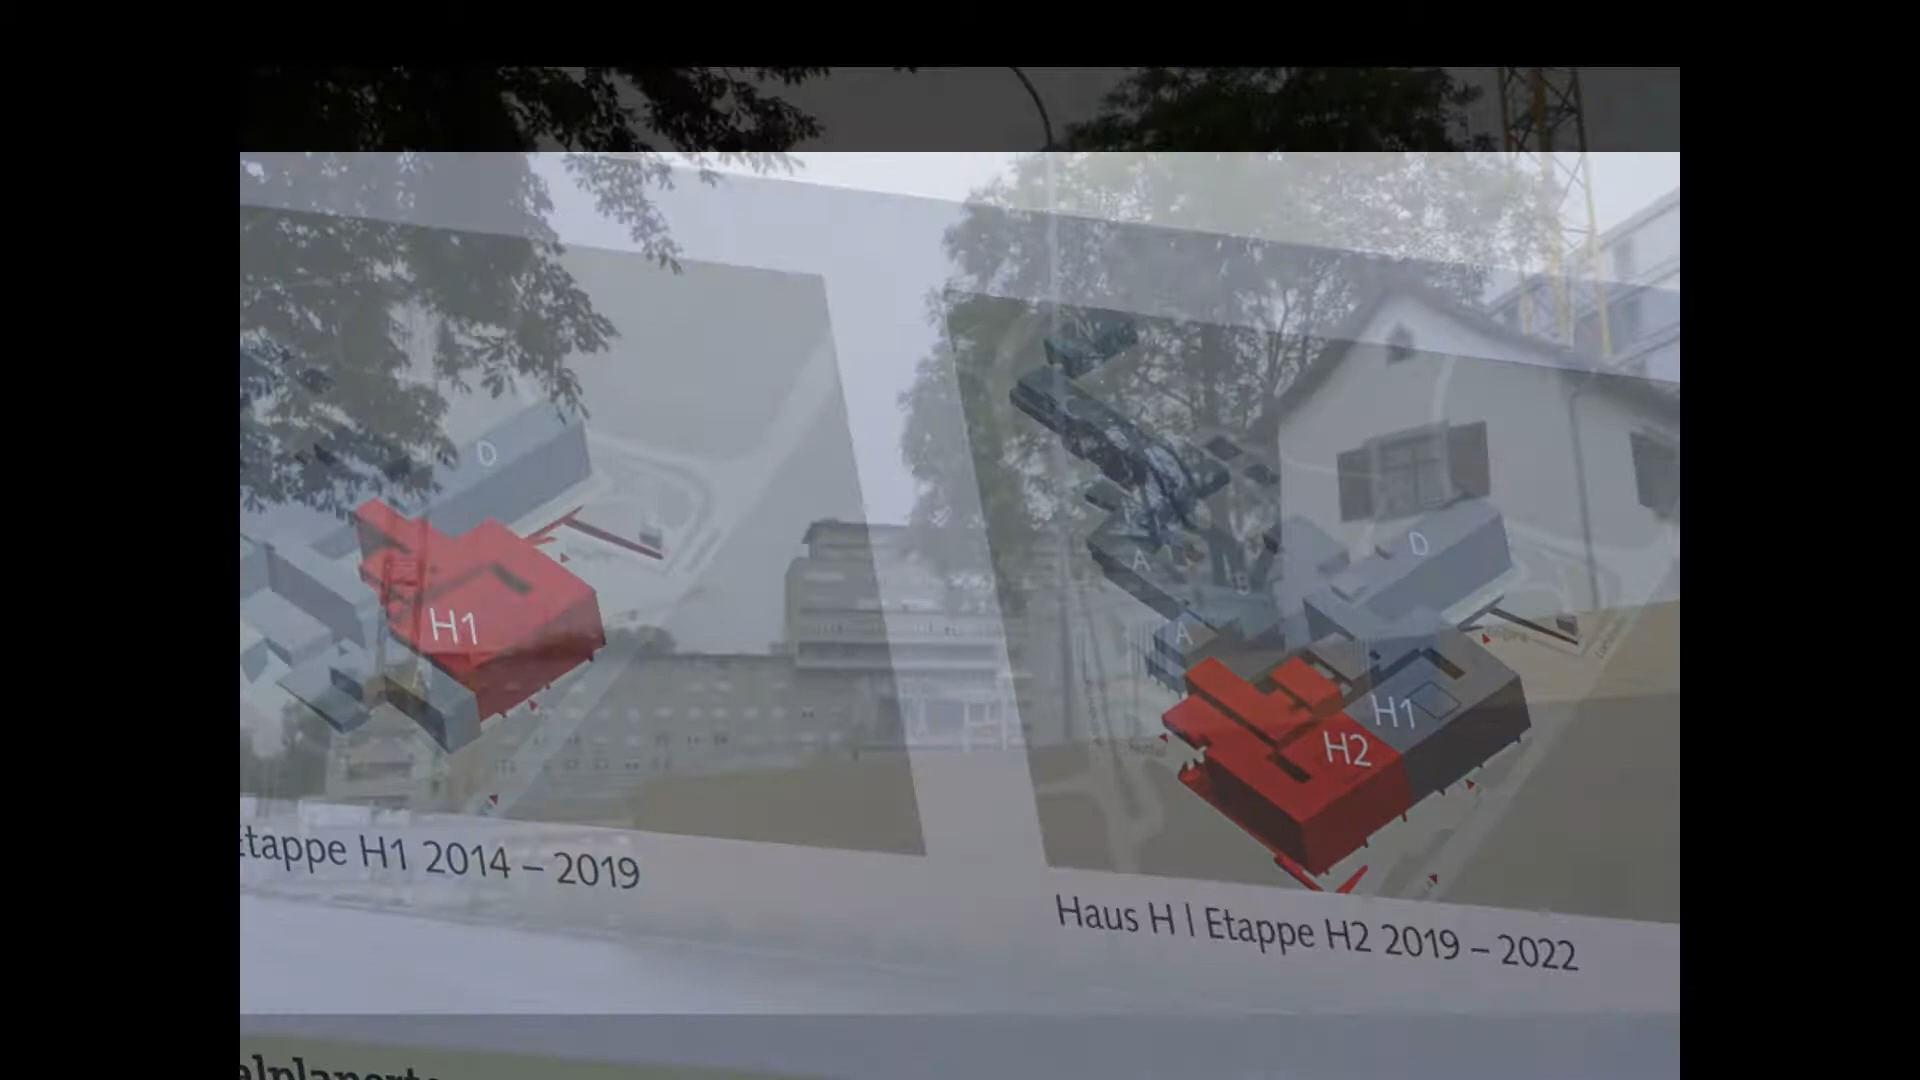 D
H1
A
A
B
D
H1
H2
Etappe H1 2014 – 2019
Haus H | Etappe H2 2019 – 2022